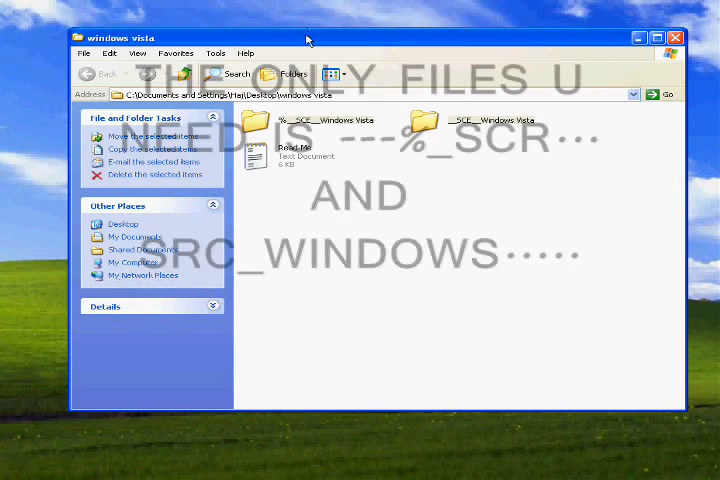 windows vista
File Edit View Favorites Tools Help
Back Search Folders
Address C:\Documents and Settings\Haj\Desktop\windows vista Go
THE ONLY FILES U
NEED IS ---%_SCR...
AND
SRC_WINDOWS.....
File and Folder Tasks
Move the selected items
Copy the selected items
E-mail the selected items
Delete the selected items
Other Places
Desktop
My Documents
Shared Documents
My Computer
My Network Places
Details
%__SCE__Windows Vista
__SCE__Windows Vista
Read-Me
Text Document
6 KB